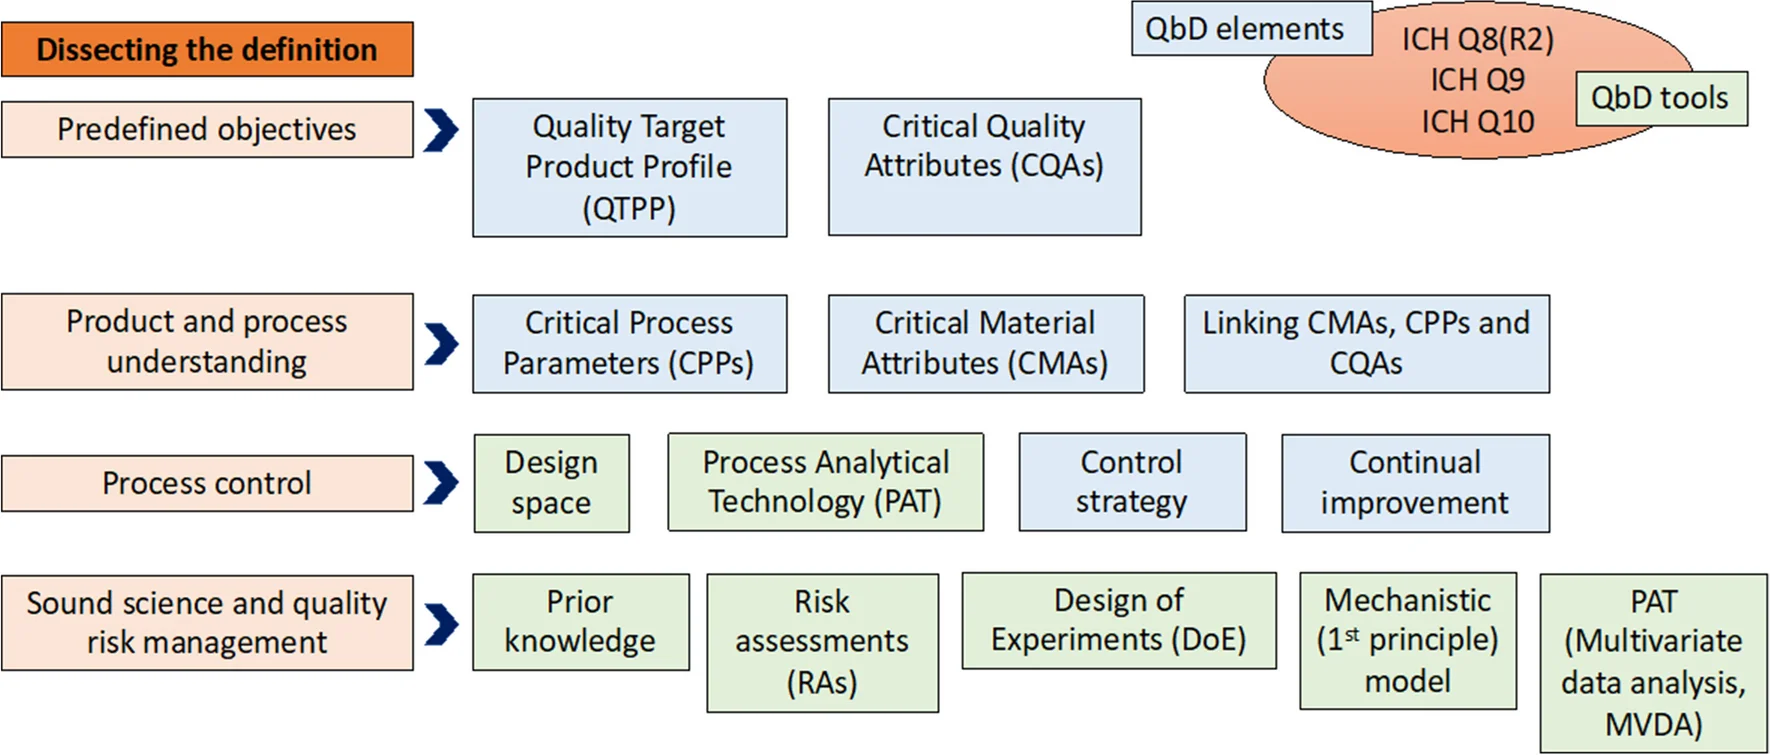 Dissecting the definition
QbD elements
ICH Q8(R2)
ICH Q9
ICH Q10
QbD tools
Predefined objectives
Quality Target
Product Profile
(QTPP)
Critical Quality
Attributes (CQAs)
Product and process
understanding
Critical Process
Parameters (CPPs)
Critical Material
Attributes (CMAs)
Linking CMAs, CPPs and
CQAs
Process control
Design
space
Process Analytical
Technology (PAT)
Control
strategy
Continual
improvement
Sound science and quality
risk management
Prior
knowledge
Risk
assessments
(RAs)
Design of
Experiments (DoE)
Mechanistic
(1st principle)
model
PAT
(Multivariate
data analysis,
MVDA)